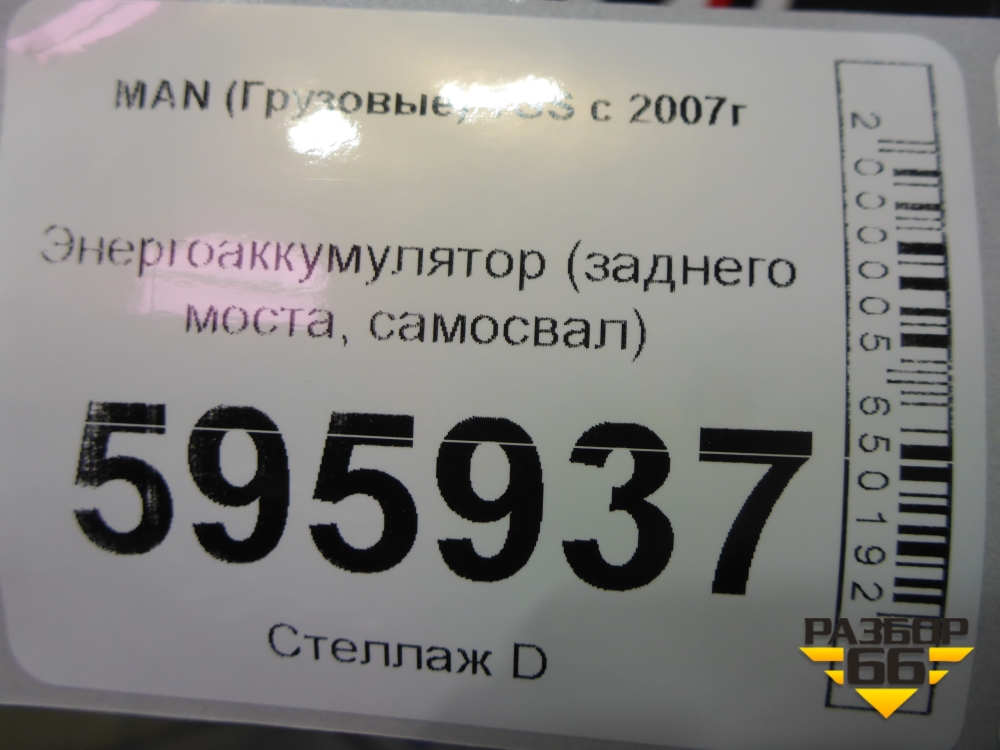 MAN (Грузовые) TGS с 2007г
Энергоаккумулятор (заднего
моста, самосвал)
595937
Стеллаж D
2000005650192
РАЗБОР
66